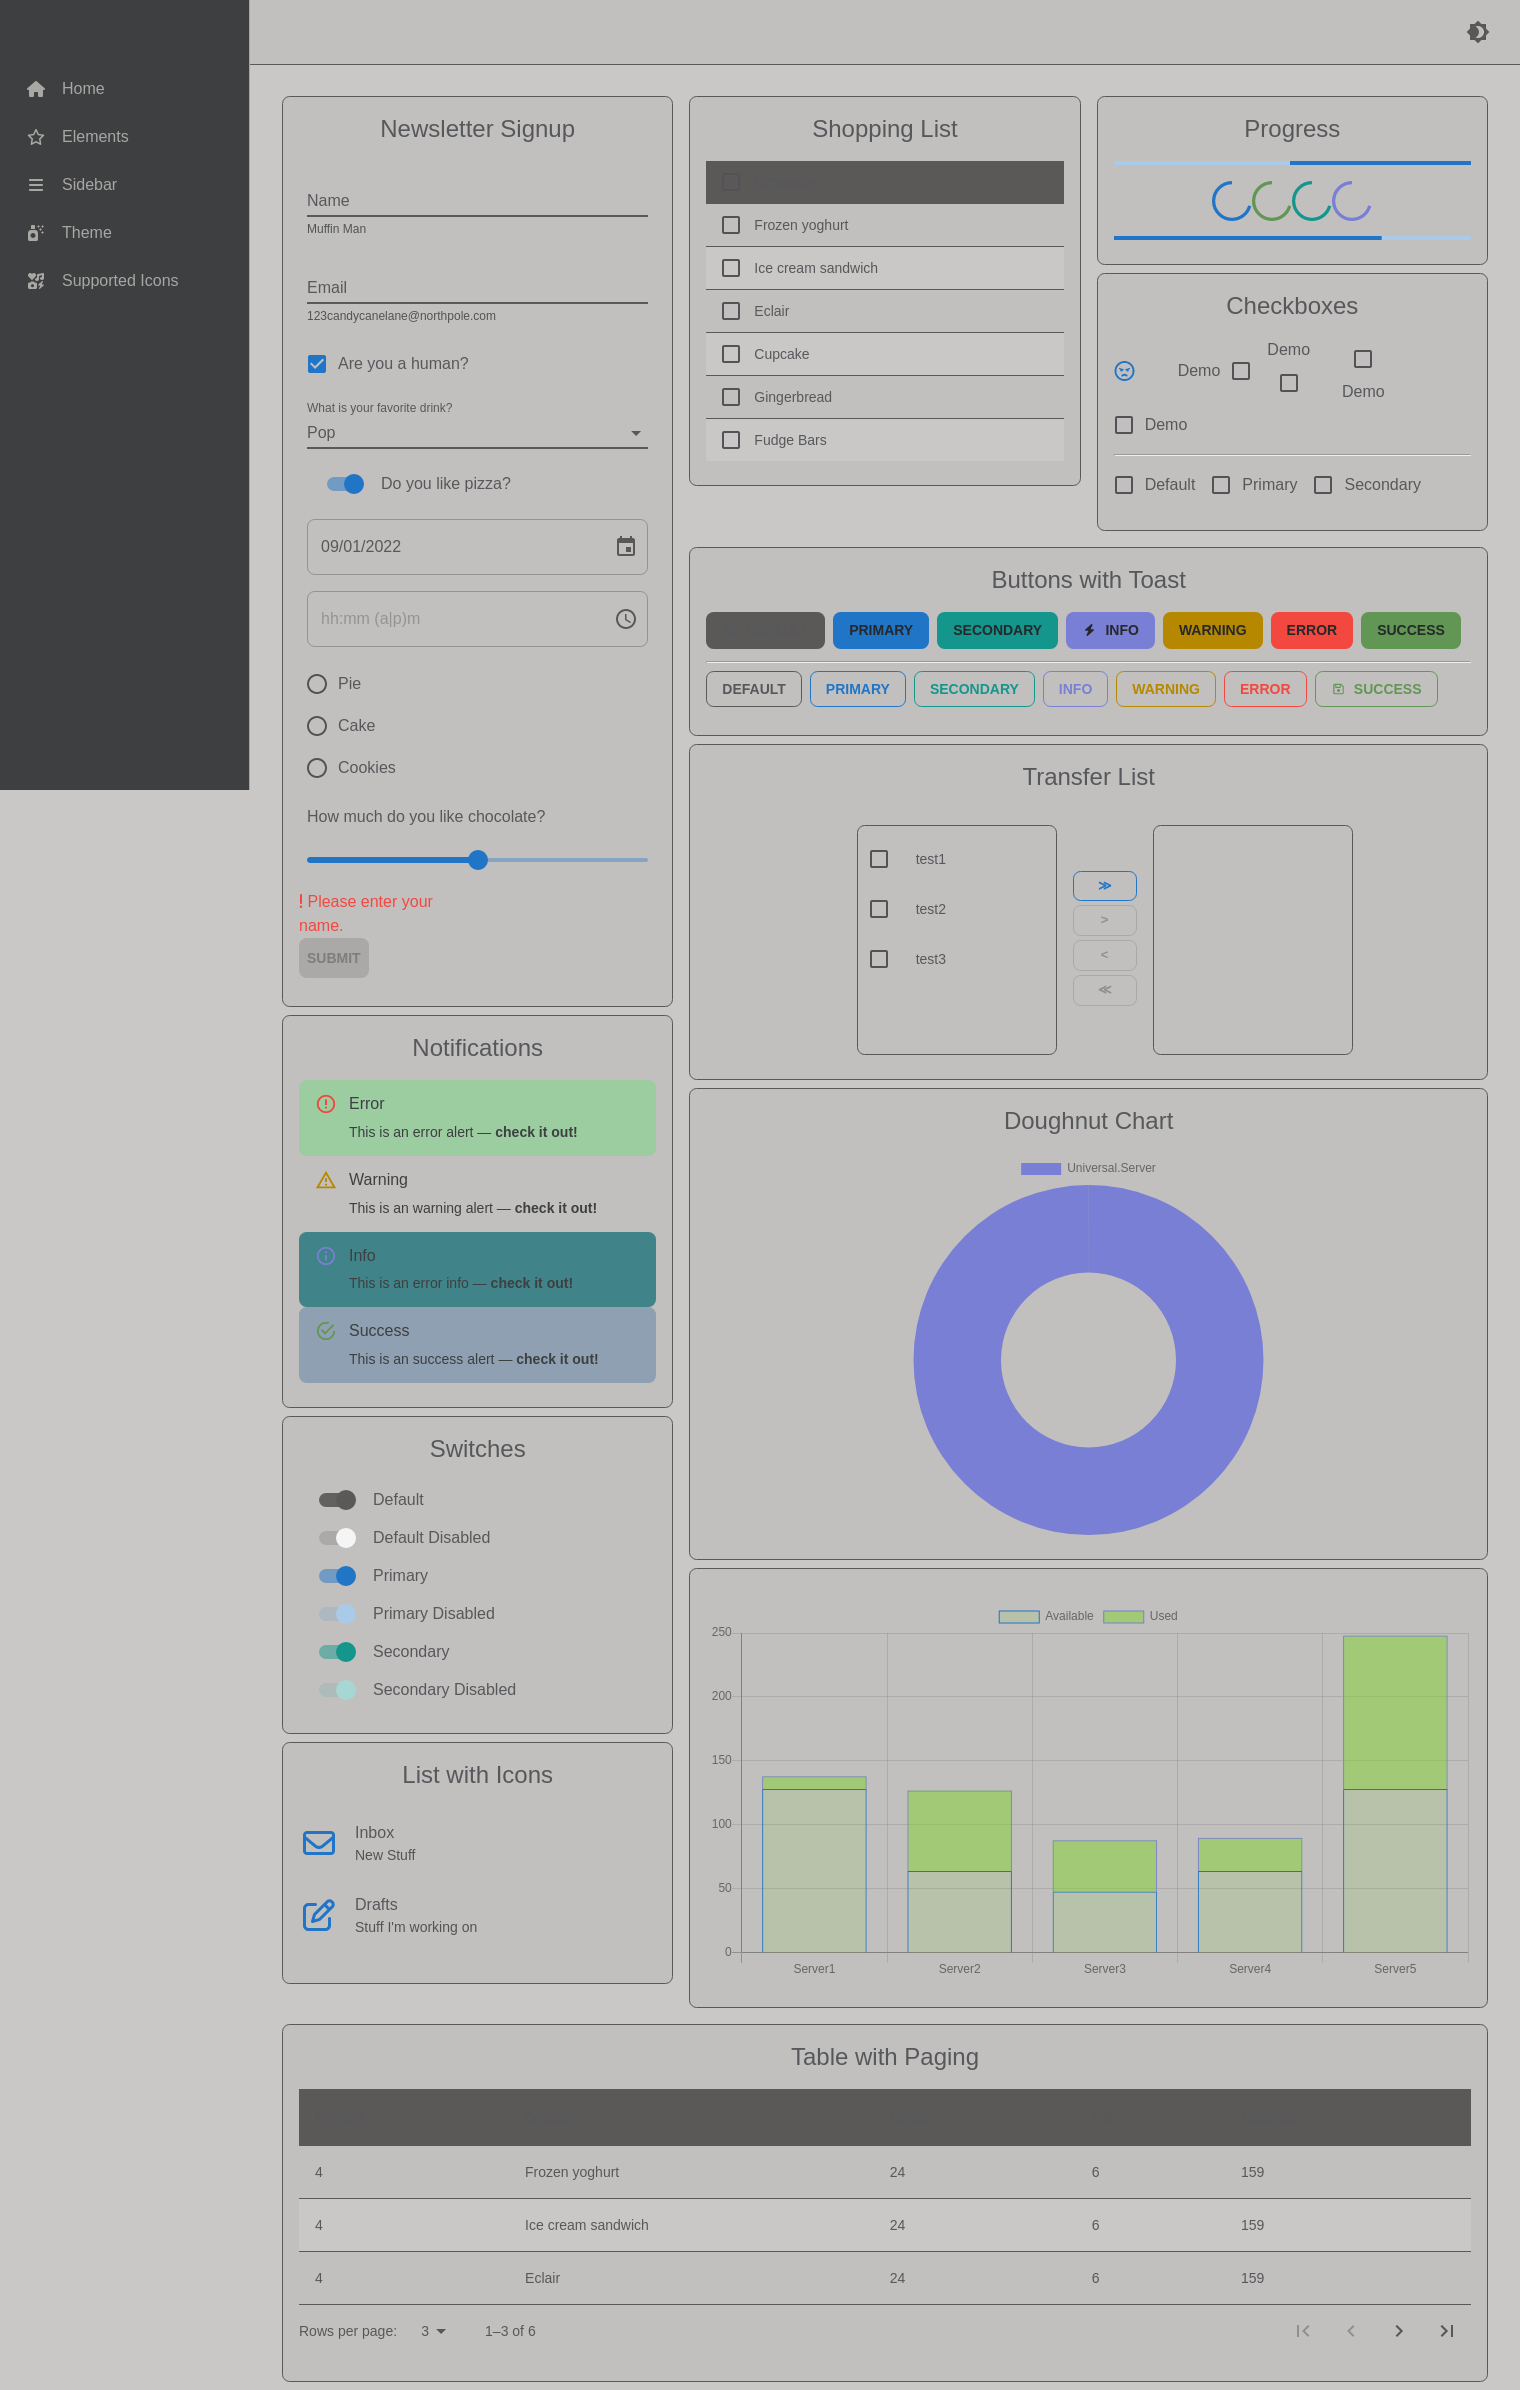 Home
Elements
Sidebar
Theme
Supported Icons
Newsletter Signup
Name
Muffin Man
Email
123candycanelane@northpole.com
Are you a human?
What is your favorite drink?
Pop
Do you like pizza?
09/01/2022
hh:mm (a|p)m
Pie
Cake
Cookies
How much do you like chocolate?
! Please enter your
name.
SUBMIT
Notifications
Error
This is an error alert — check it out!
Warning
This is an warning alert — check it out!
Info
This is an error info — check it out!
Success
This is an success alert — check it out!
Switches
Default
Default Disabled
Primary
Primary Disabled
Secondary
Secondary Disabled
List with Icons
Inbox
New Stuff
Drafts
Stuff I'm working on
Shopping List
Frozen yoghurt
Ice cream sandwich
Eclair
Cupcake
Gingerbread
Fudge Bars
Progress
Checkboxes
Demo
Demo
Demo
Demo
Default Primary Secondary
Buttons with Toast
PRIMARY SECONDARY INFO WARNING ERROR SUCCESS
DEFAULT PRIMARY SECONDARY INFO WARNING ERROR SUCCESS
Transfer List
test1
test2
test3
≫
>
<
≪
Doughnut Chart
Universal.Server
Available Used
250
200
150
100
50
0
Server1 Server2 Server3 Server4 Server5
Table with Paging
4 Frozen yoghurt 24 6 159
4 Ice cream sandwich 24 6 159
4 Eclair 24 6 159
Rows per page: 3 1–3 of 6